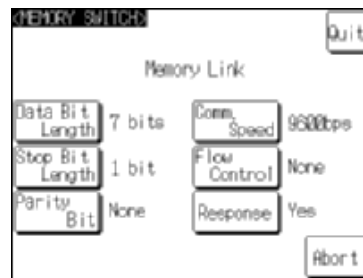 <MEMORY SWITCH>
Quit
Memory Link
Data Bit
Length
7 bits
Comm.
Speed
9600bps
Stop Bit
Length
1 bit
Flow
Control
None
Parity
Bit
None
Response
Yes
Abort